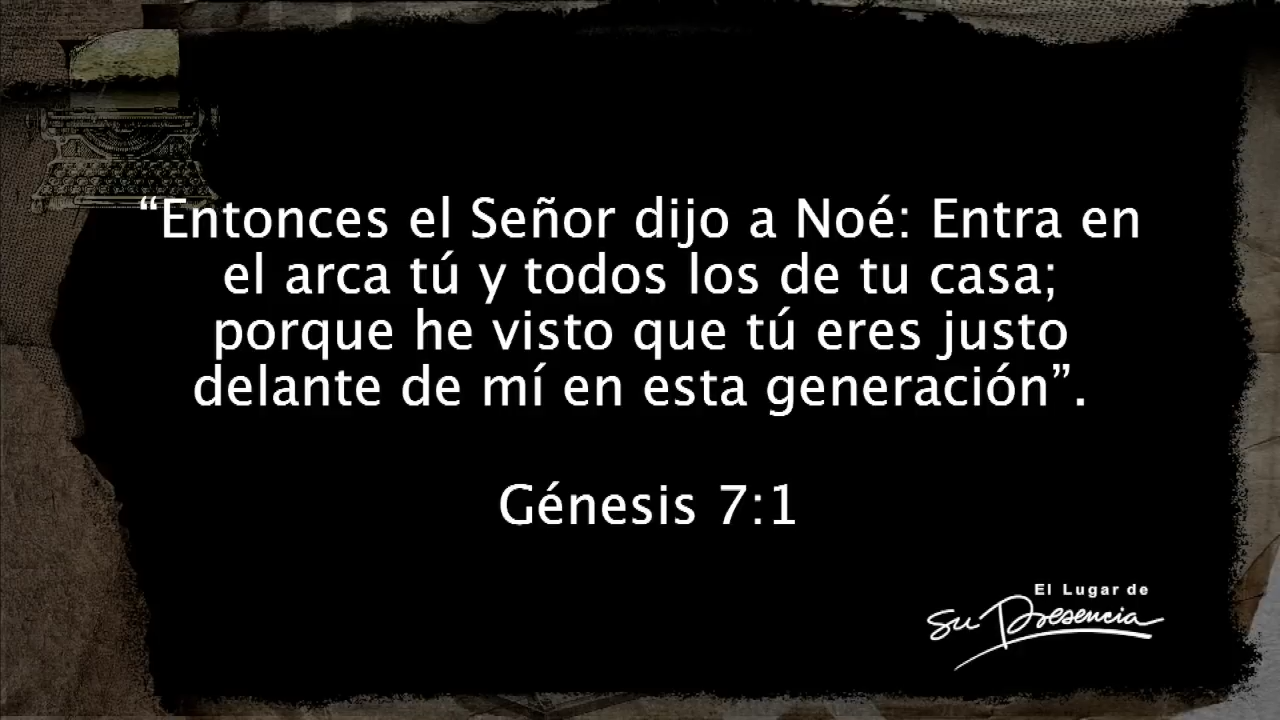 “Entonces el Señor dijo a Noé: Entra en
el arca tú y todos los de tu casa;
porque he visto que tú eres justo
delante de mí en esta generación”.
Génesis 7:1
El Lugar de
Su Presencia